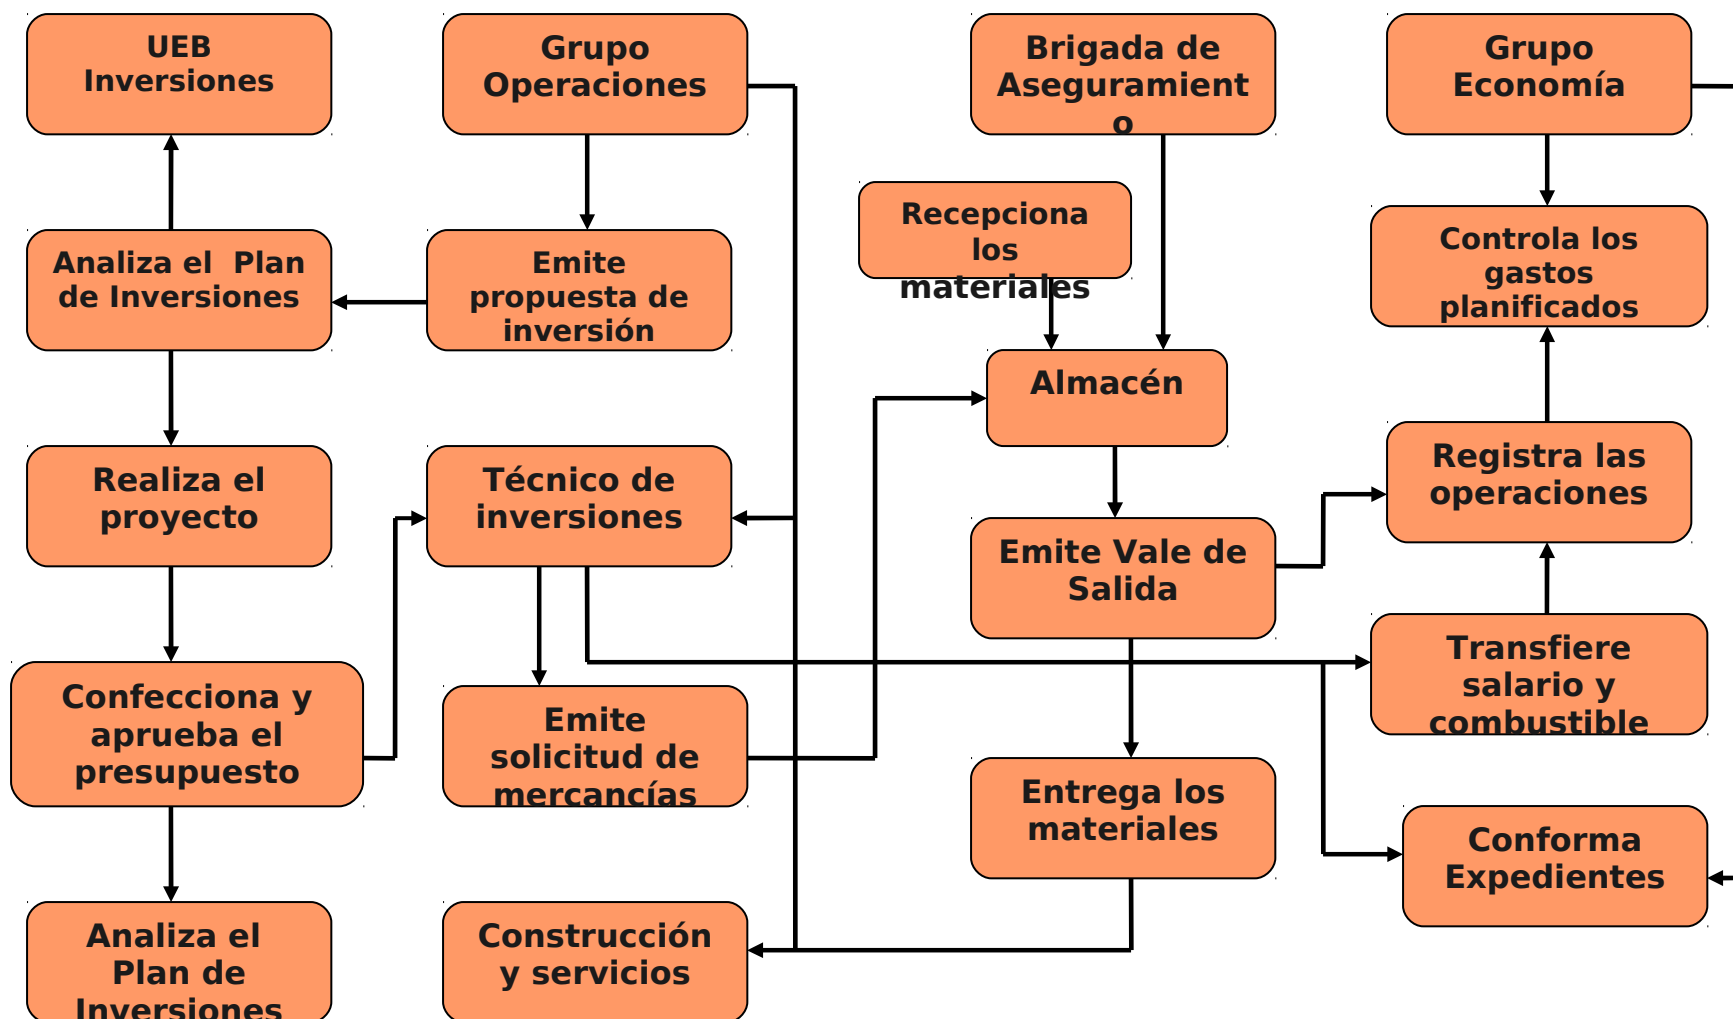 UEB
Inversiones
Grupo
Operaciones
Brigada de
Aseguramient
o
Grupo
Economía
Recepciona
los
materiales
Analiza el  Plan
de Inversiones
Emite
propuesta de
inversión
Controla los
gastos
planificados
Almacén
Realiza el
proyecto
Técnico de
inversiones
Registra las
operaciones
Emite Vale de
Salida
Transfiere
salario y
combustible
Confecciona y
aprueba el
presupuesto
Emite
solicitud de
mercancías
Entrega los
materiales
Conforma
Expedientes
Analiza el
Plan de
Inversiones
Construcción
y servicios